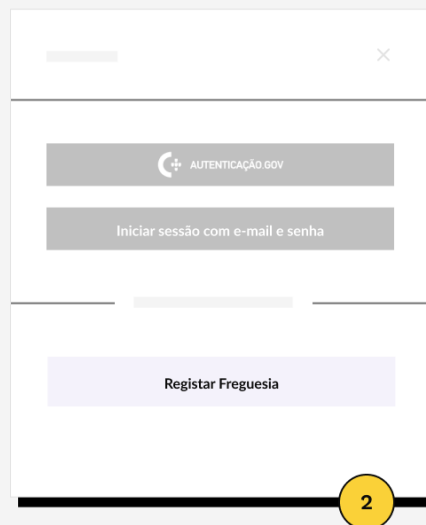 AUTENTICAÇÃO.GOV
Iniciar sessão com e-mail e senha
Registar Freguesia
2